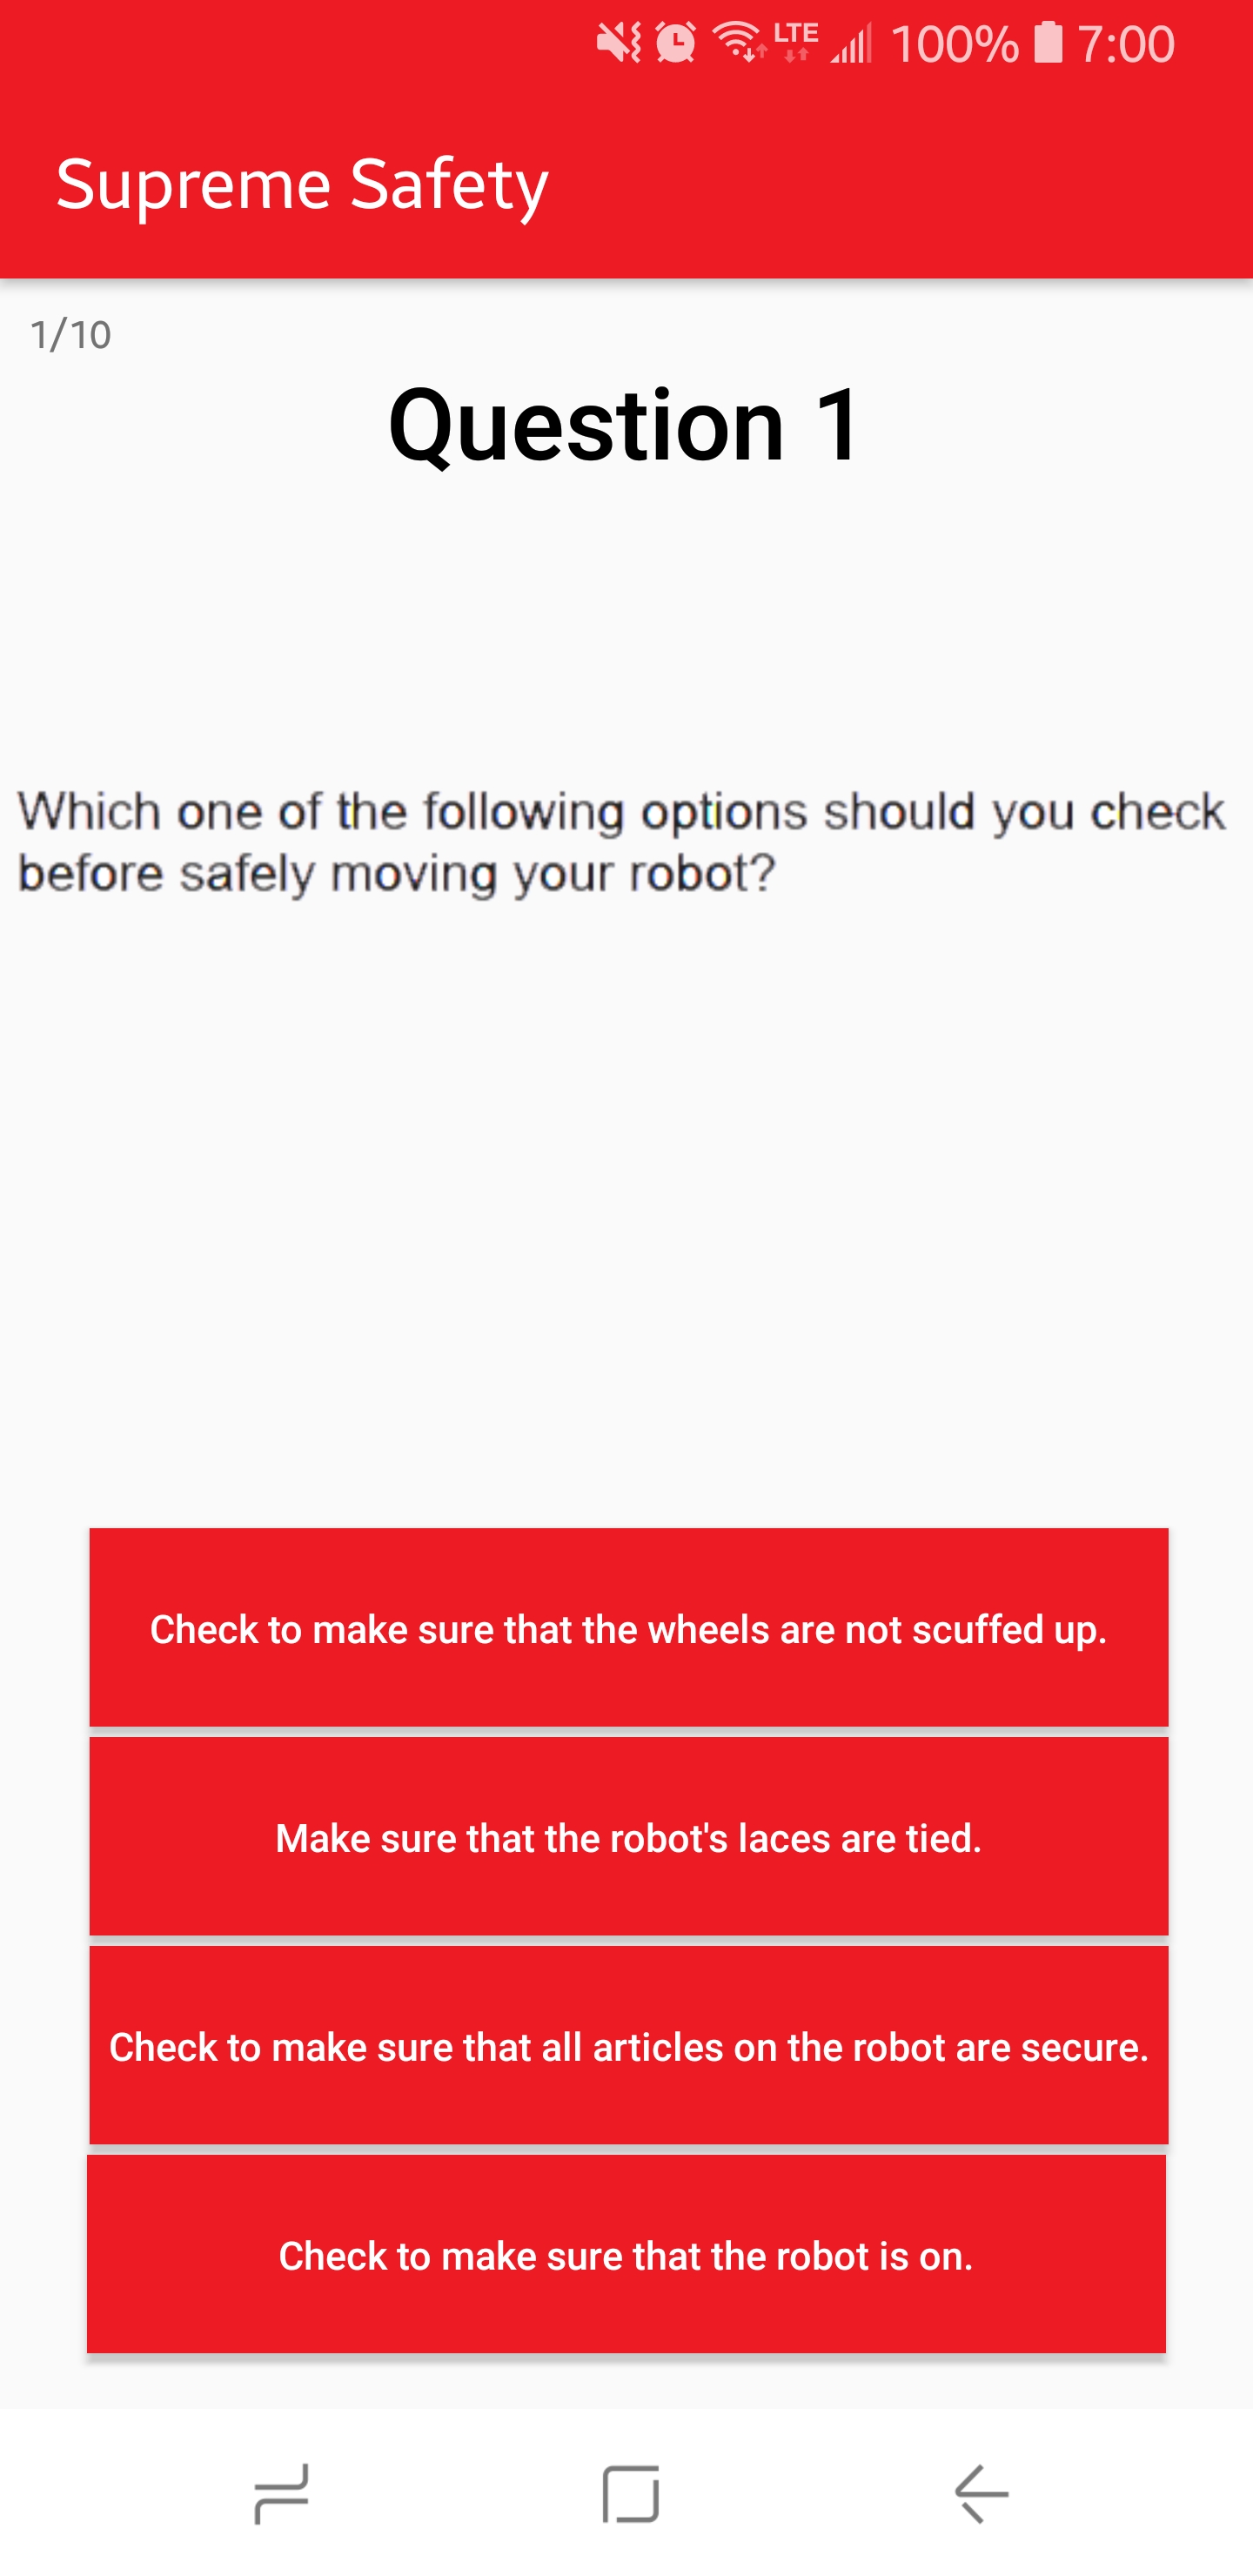 LTE 100% 7:00
Supreme Safety
1/10
Question 1
Which one of the following options should you check
before safely moving your robot?
Check to make sure that the wheels are not scuffed up.
Make sure that the robot's laces are tied.
Check to make sure that all articles on the robot are secure.
Check to make sure that the robot is on.